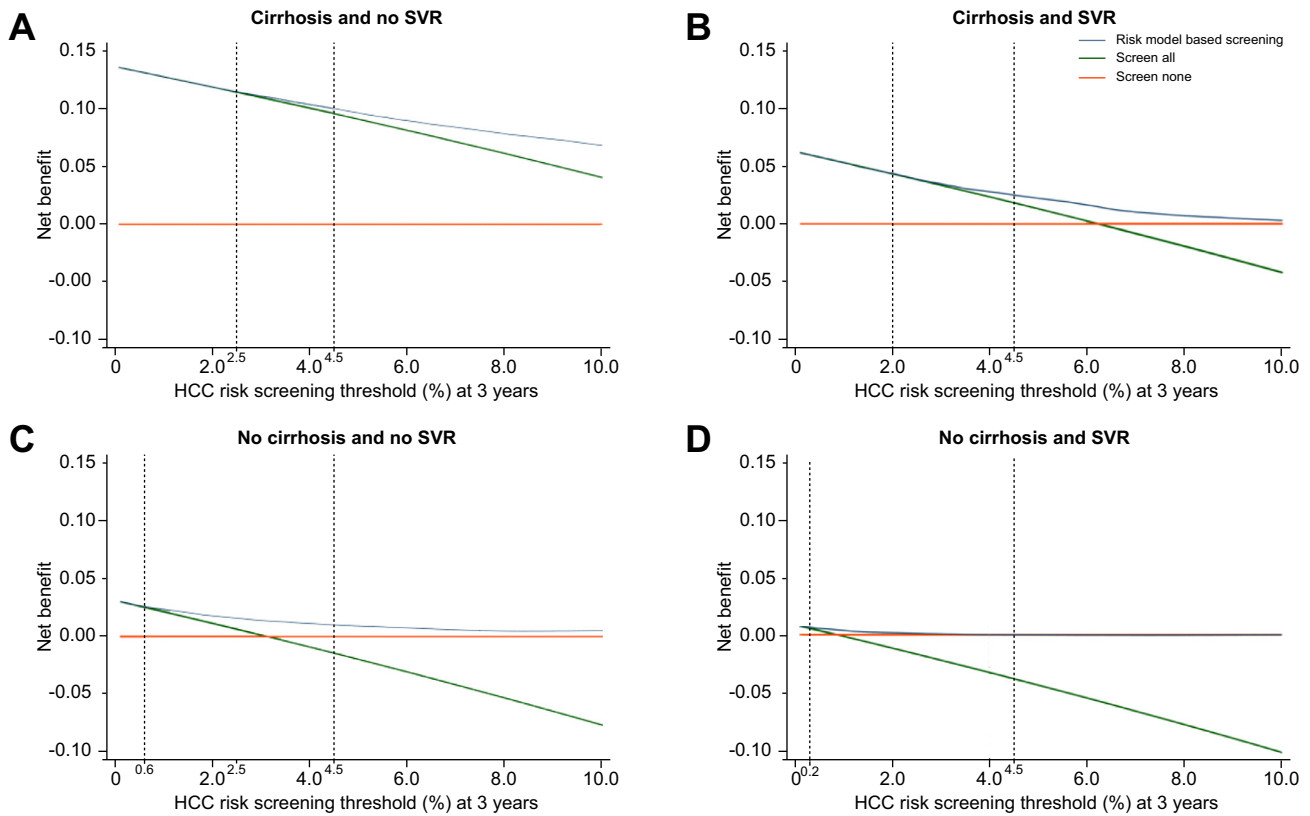 A
Cirrhosis and no SVR
0.15
0.10
0.05
0.00
-0.00
-0.10
Net benefit
0 2.0 2.5 4.0 4.5 6.0 8.0 10.0
HCC risk screening threshold (%) at 3 years
B
Cirrhosis and SVR
Risk model based screening
Screen all
Screen none
0.15
0.10
0.05
0.00
-0.05
-0.10
Net benefit
0 2.0 4.0 4.5 6.0 8.0 10.0
HCC risk screening threshold (%) at 3 years
C
No cirrhosis and no SVR
0.15
0.10
0.05
0.00
-0.05
-0.10
Net benefit
0 0.6 2.0 2.5 4.0 4.5 6.0 8.0 10.0
HCC risk screening threshold (%) at 3 years
D
No cirrhosis and SVR
0.15
0.10
0.05
0.00
-0.05
-0.10
Net benefit
0 0.2 2.0 4.0 4.5 6.0 8.0 10.0
HCC risk screening threshold (%) at 3 years